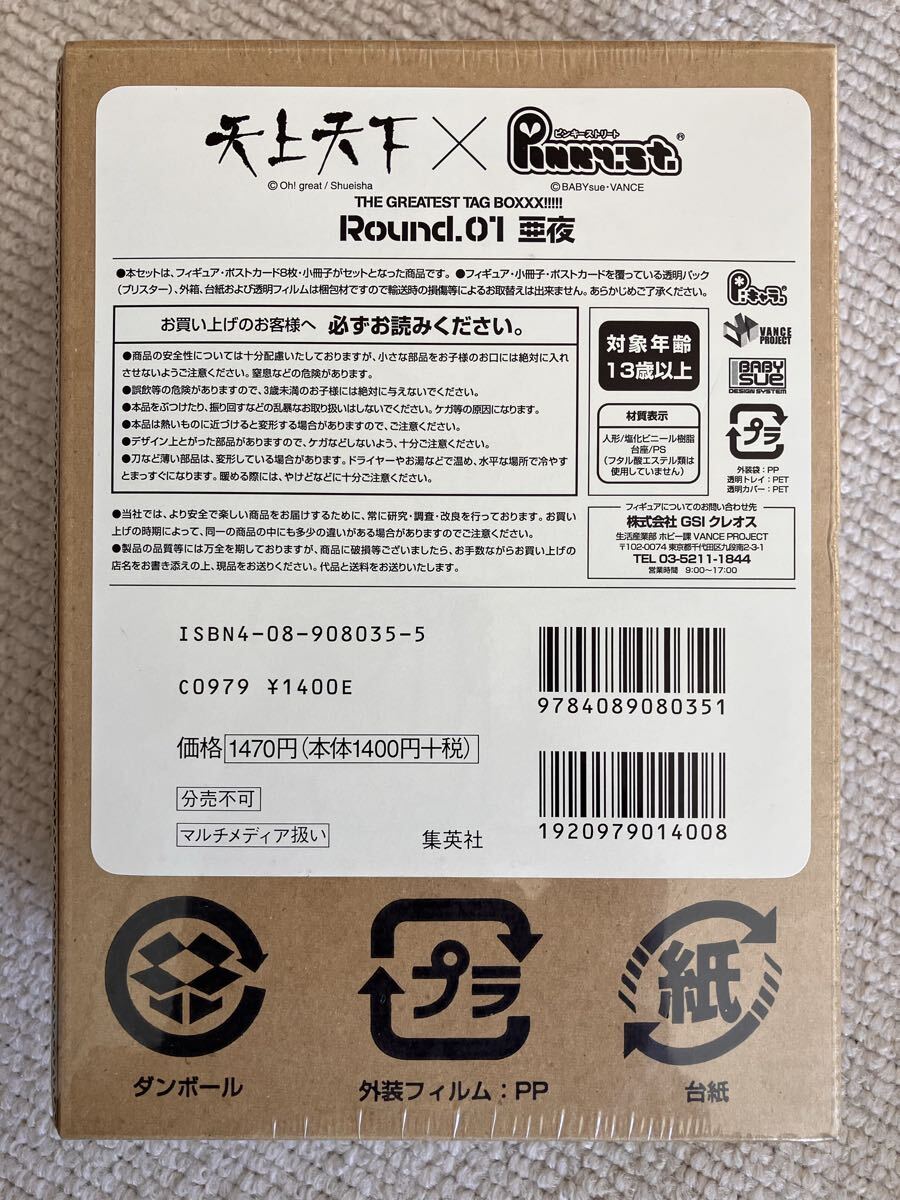 天上天下×ピンキーストリート
Pinky:st.®
©Oh! great / Shueisha
©BABYsue・VANCE
THE GREATEST TAG BOXXX!!!!!
Round.01 亜夜
●本セットは、フィギュア・ポストカード8枚・小冊子がセットとなった商品です。●フィギュア・小冊子・ポストカードを覆っている透明パック
(ブリスター)、外箱、台紙および透明フィルムは梱包材ですので輸送時の損傷等によるお取替えは出来ません。あらかじめご了承ください。
P:キャラ。
VANCE
PROJECT
BABY
SUE
DESIGN SYSTEM
お買い上げのお客様へ 必ずお読みください。
●商品の安全性については十分配慮いたしておりますが、小さな部品をお子様のお口には絶対に入れ
させないようご注意ください。窒息などの危険があります。
●誤飲等の危険がありますので、3歳未満のお子様には絶対に与えないでください。
●本品をぶつけたり、振り回すなどの乱暴なお取り扱いはしないでください。ケガ等の原因になります。
●本品は熱いものに近づけると変形する場合がありますので、ご注意ください。
●デザイン上とがった部品がありますので、ケガなどしないよう、十分ご注意ください。
●刀など薄い部品は、変形している場合があります。ドライヤーやお湯などで温め、水平な場所で冷やす
とまっすぐになります。暖める際には、やけどなどに十分ご注意ください。
対象年齢
13歳以上
材質表示
人形/塩化ビニール樹脂
台座/PS
(フタル酸エステル類は
使用していません)
プラ
外装袋:PP
透明トレイ:PET
透明カバー:PET
●当社では、より安全で楽しい商品をお届けするために、常に研究・調査・改良を行っております。お買い
上げの時期によって、同一の商品の中にも多少の違いがある場合がありますのでご了承ください。
●製品の品質等には万全を期しておりますが、商品に破損等ございましたら、お手数ながらお買い上げの
店名をお書き添えの上、現品をお送りください。代品と送料をお送りいたします。
フィギュアについてのお問い合わせ先
株式会社 GSI クレオス
生活産業部 ホビー課 VANCE PROJECT
〒102-0074 東京都千代田区九段南2-3-1
TEL 03-5211-1844
営業時間 9:00〜17:00
ISBN4-08-908035-5
C0979 ¥1400E
9784089080351
価格 1470円(本体1400円+税)
分売不可
マルチメディア扱い
集英社
1920979014008
プラ
紙
ダンボール
外装フィルム:PP
台紙